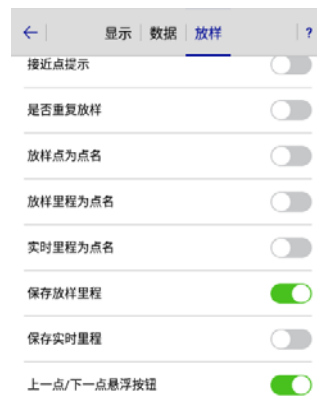 显示 数据 放样 ?
接近点提示
是否重复放样
放样点为点名
放样里程为点名
实时里程为点名
保存放样里程
保存实时里程
上一点/下一点悬浮按钮